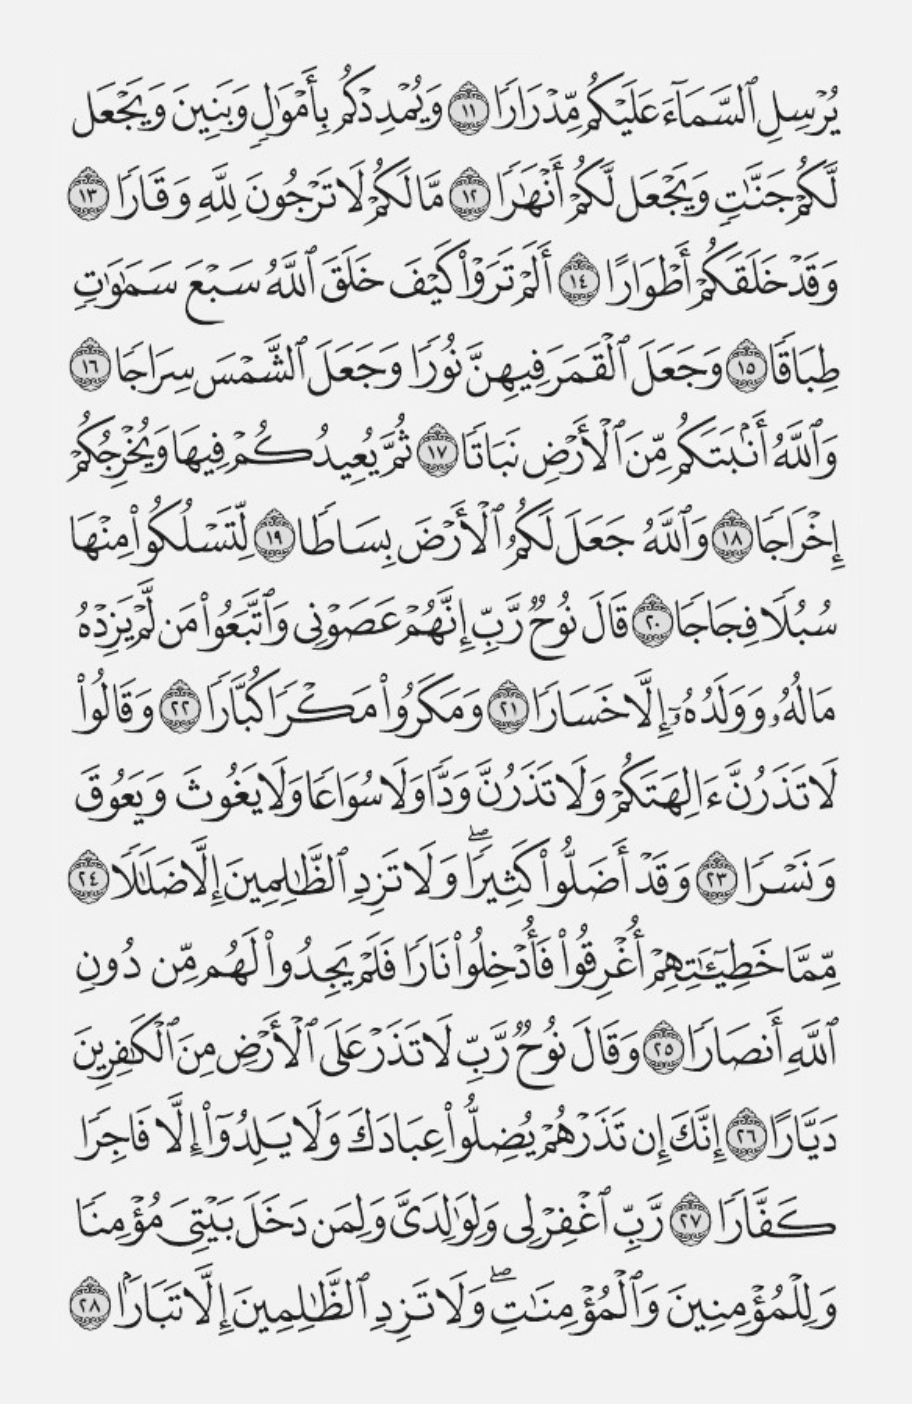 يُرْسِلِ ٱلسَّمَآءَ عَلَيْكُم مِّدْرَارٗا ١١ وَيُمْدِدْكُم بِأَمْوَٰلٖ وَبَنِينَ وَيَجْعَل
لَّكُمْ جَنَّٰتٖ وَيَجْعَل لَّكُمْ أَنْهَٰرٗا ١٢ مَّا لَكُمْ لَا تَرْجُونَ لِلَّهِ وَقَارٗا ١٣
وَقَدْ خَلَقَكُمْ أَطْوَارًا ١٤ أَلَمْ تَرَوْاْ كَيْفَ خَلَقَ ٱللَّهُ سَبْعَ سَمَٰوَٰتٖ
طِبَاقٗا ١٥ وَجَعَلَ ٱلْقَمَرَ فِيهِنَّ نُورٗا وَجَعَلَ ٱلشَّمْسَ سِرَاجٗا ١٦
وَٱللَّهُ أَنۢبَتَكُم مِّنَ ٱلْأَرْضِ نَبَاتٗا ١٧ ثُمَّ يُعِيدُكُمْ فِيهَا وَيُخْرِجُكُمْ
إِخْرَاجٗا ١٨ وَٱللَّهُ جَعَلَ لَكُمُ ٱلْأَرْضَ بِسَاطٗا ١٩ لِّتَسْلُكُواْ مِنْهَا
سُبُلٗا فِجَاجٗا ٢٠ قَالَ نُوحٞ رَّبِّ إِنَّهُمْ عَصَوْنِي وَٱتَّبَعُواْ مَن لَّمْ يَزِدْهُ
مَالُهُۥ وَوَلَدُهُۥٓ إِلَّا خَسَارٗا ٢١ وَمَكَرُواْ مَكْرٗا كُبَّارٗا ٢٢ وَقَالُواْ
لَا تَذَرُنَّ ءَالِهَتَكُمْ وَلَا تَذَرُنَّ وَدّٗا وَلَا سُوَاعٗا وَلَا يَغُوثَ وَيَعُوقَ
وَنَسْرٗا ٢٣ وَقَدْ أَضَلُّواْ كَثِيرٗاۖ وَلَا تَزِدِ ٱلظَّٰلِمِينَ إِلَّا ضَلَٰلٗا ٢٤
مِّمَّا خَطِيٓـَٰٔتِهِمْ أُغْرِقُواْ فَأُدْخِلُواْ نَارٗا فَلَمْ يَجِدُواْ لَهُم مِّن دُونِ
ٱللَّهِ أَنصَارٗا ٢٥ وَقَالَ نُوحٞ رَّبِّ لَا تَذَرْ عَلَى ٱلْأَرْضِ مِنَ ٱلْكَٰفِرِينَ
دَيَّارًا ٢٦ إِنَّكَ إِن تَذَرْهُمْ يُضِلُّواْ عِبَادَكَ وَلَا يَلِدُوٓاْ إِلَّا فَاجِرٗا
كَفَّارٗا ٢٧ رَّبِّ ٱغْفِرْ لِي وَلِوَٰلِدَيَّ وَلِمَن دَخَلَ بَيْتِيَ مُؤْمِنٗا
وَلِلْمُؤْمِنِينَ وَٱلْمُؤْمِنَٰتِۖ وَلَا تَزِدِ ٱلظَّٰلِمِينَ إِلَّا تَبَارَۢا ٢٨